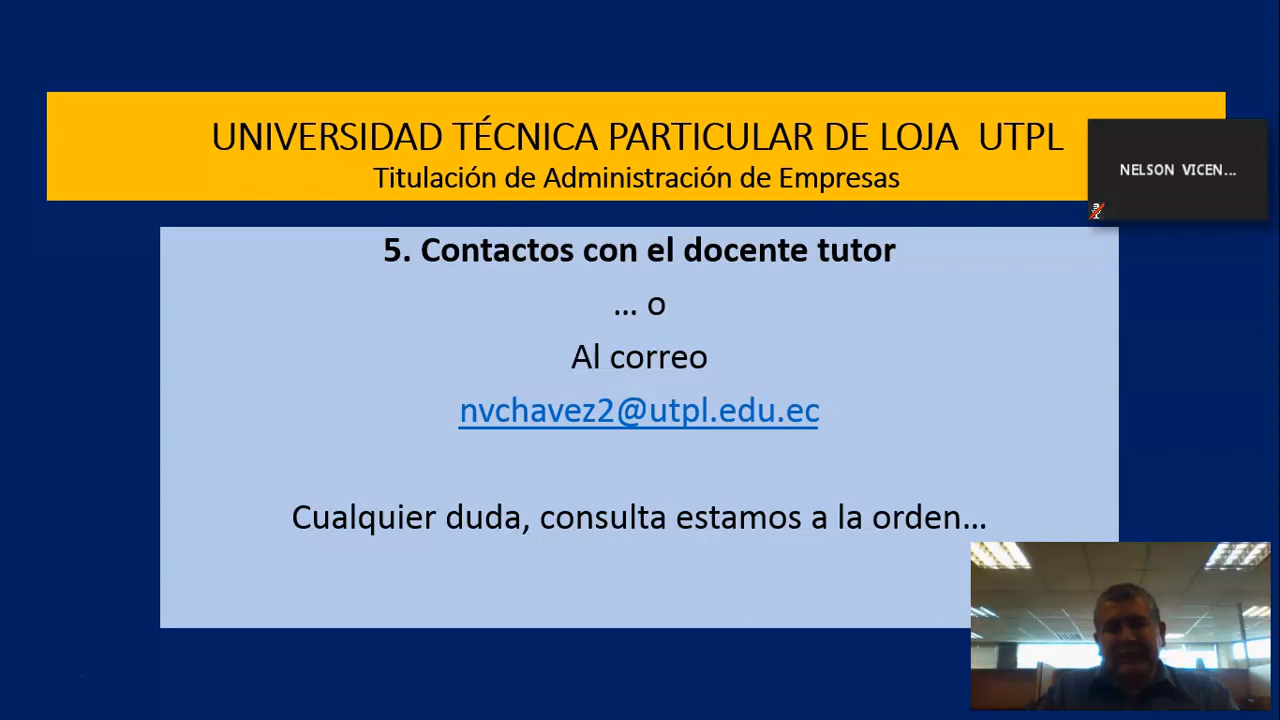 UNIVERSIDAD TÉCNICA PARTICULAR DE LOJA UTPL
Titulación de Administración de Empresas
NELSON VICEN...
5. Contactos con el docente tutor
... o
Al correo
nvchavez2@utpl.edu.ec
Cualquier duda, consulta estamos a la orden...